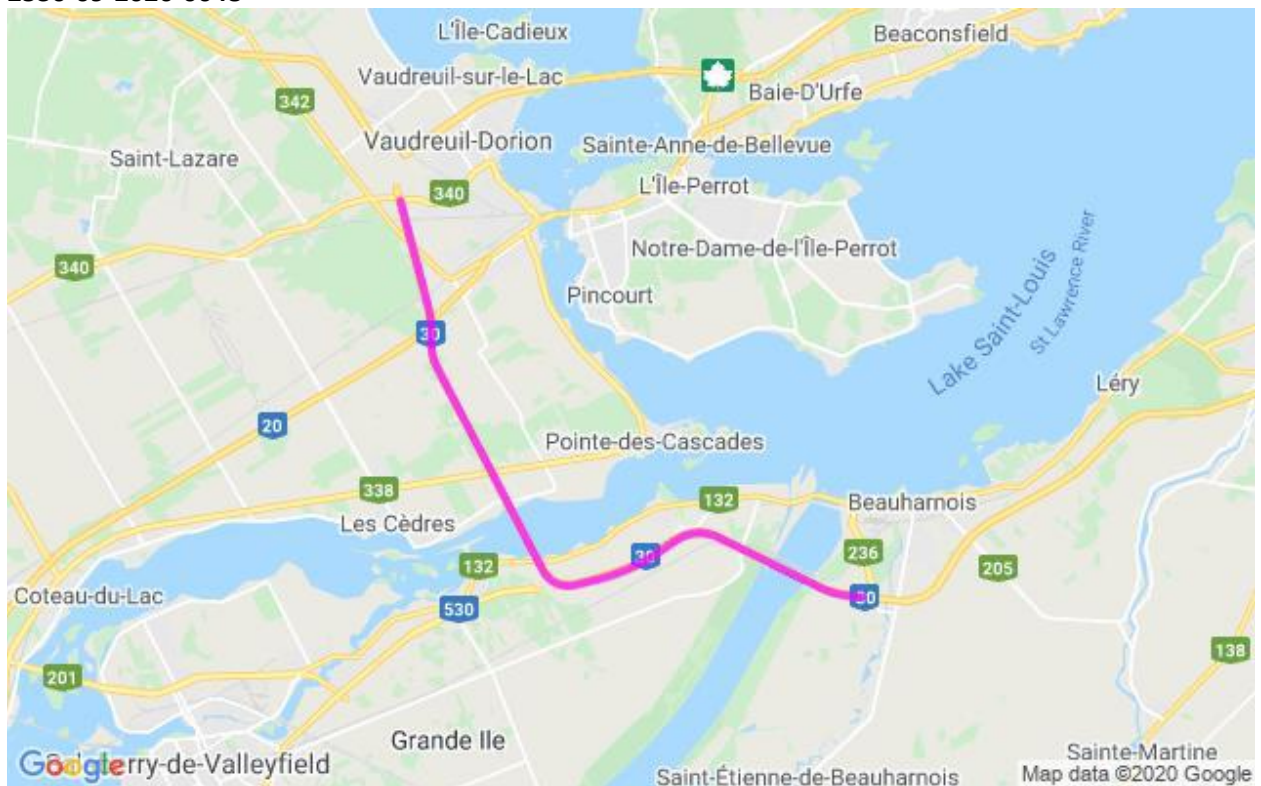 L'Île-Cadieux
Beaconsfield
Vaudreuil-sur-le-Lac
Baie-D'Urfe
342
Vaudreuil-Dorion
Sainte-Anne-de-Bellevue
Saint-Lazare
L'Île-Perrot
340
Notre-Dame-de-l'Île-Perrot
340
Pincourt
Lake Saint-Louis
St Lawrence River
30
Léry
20
Pointe-des-Cascades
338
132
Beauharnois
Les Cèdres
30
236
132
205
Coteau-du-Lac
530
30
138
201
Grande Ile
Sainte-Martine
Google
erry-de-Valleyfield
Saint-Étienne-de-Beauharnois
Map data ©2020 Google